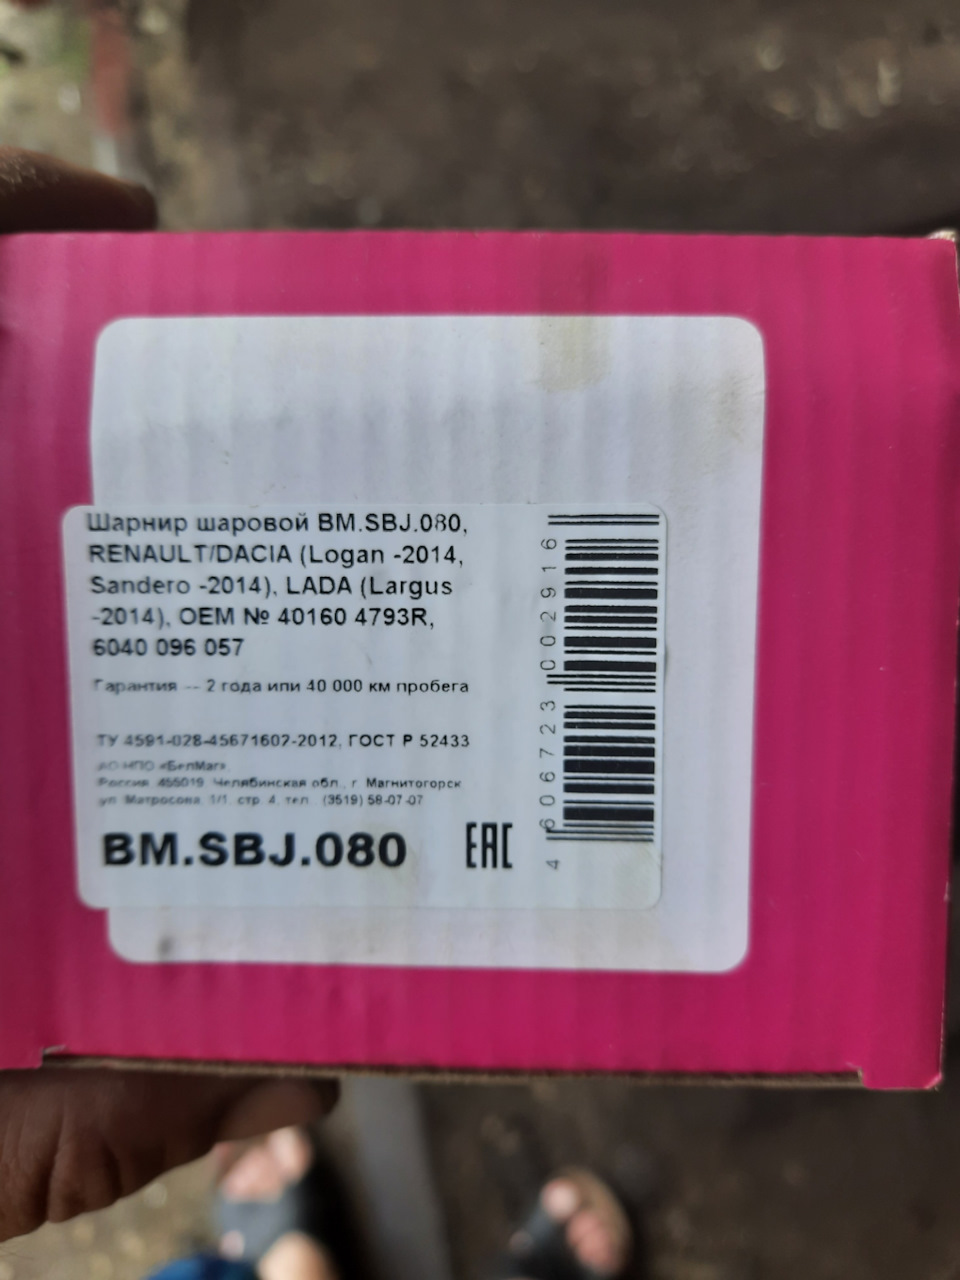 Шарнир шаровой BM.SBJ.080,
RENAULT/DACIA (Logan -2014,
Sandero -2014), LADA (Largus
-2014), OEM № 40160 4793R,
6040 096 057
Гарантия -- 2 года или 40 000 км пробега
ТУ 4591-028-45671607-2012, ГОСТ Р 52433
АО НПО «БелМаг»,
Россия, 455019, Челябинская обл., г. Магнитогорск
ул. Матросова, 1/1, стр. 4, тел.: (3519) 58-07-07
BM.SBJ.080
EAC
4 606723 002916